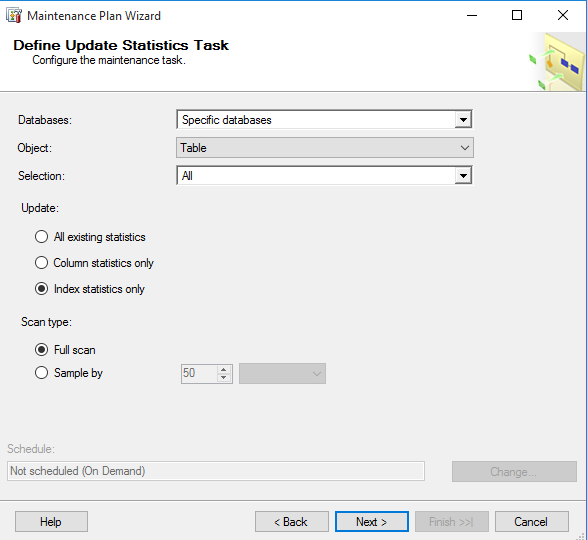 Maintenance Plan Wizard
Define Update Statistics Task
Configure the maintenance task.
Databases: Specific databases
Object: Table
Selection: All
Update:
All existing statistics
Column statistics only
Index statistics only
Scan type:
Full scan
Sample by 50
Schedule:
Not scheduled (On Demand) Change...
Help < Back Next > Finish >>| Cancel